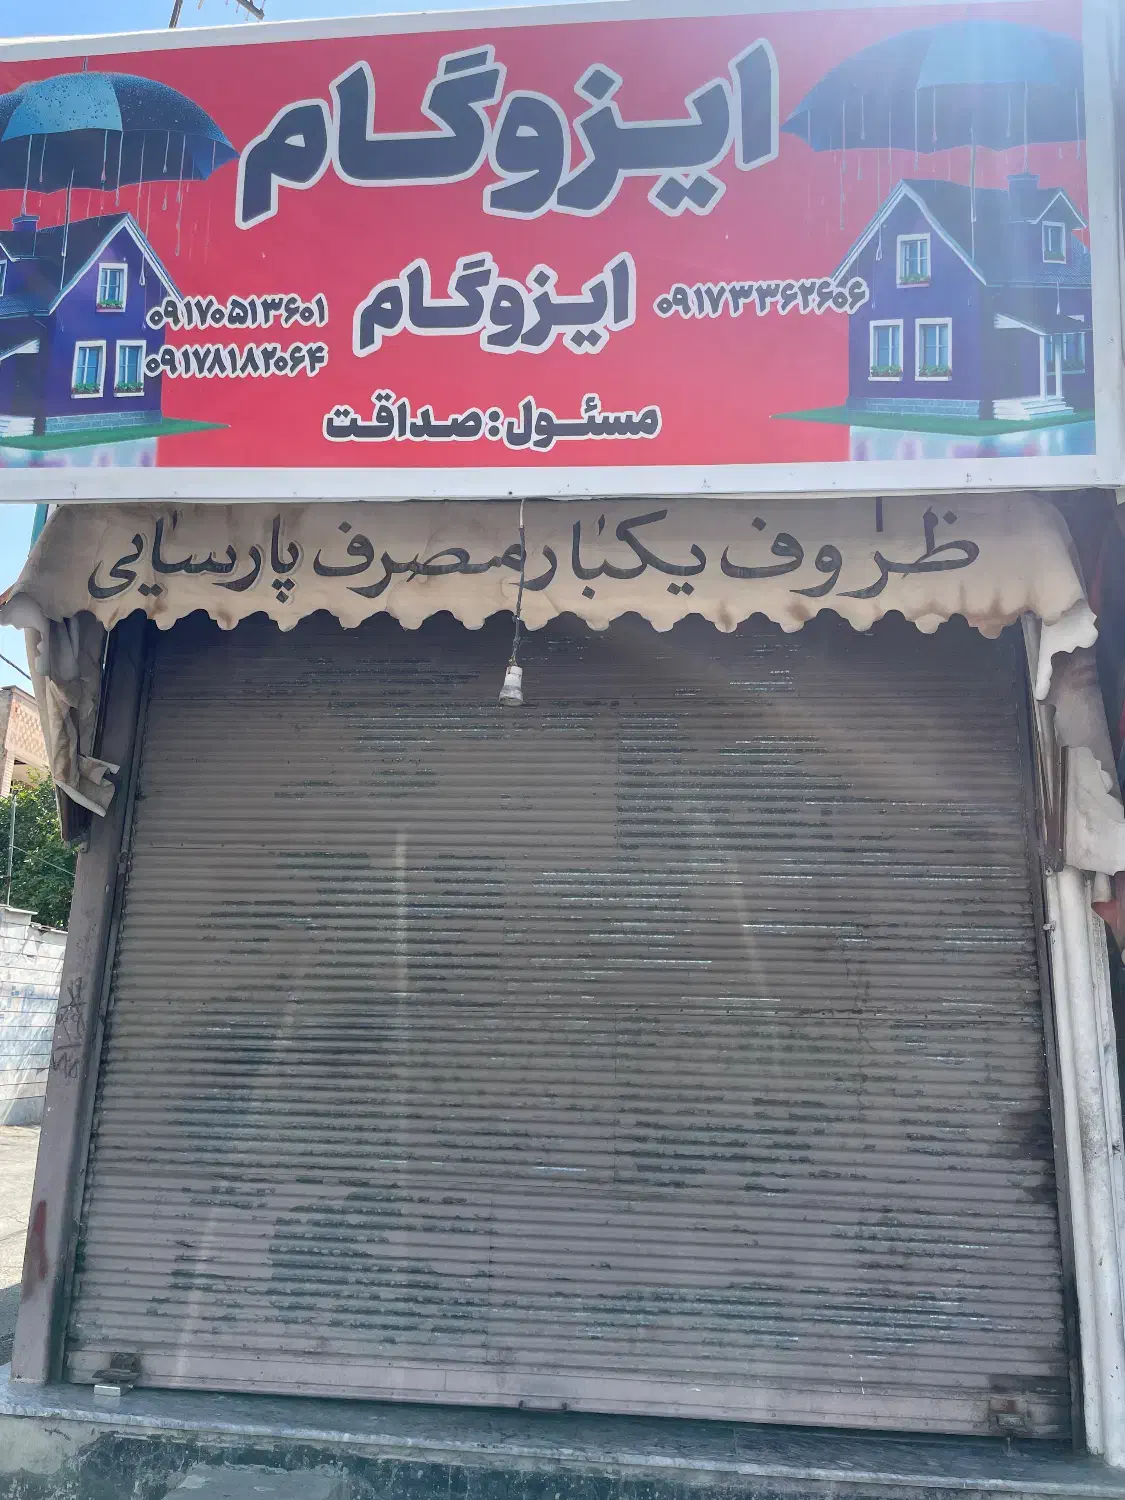 ایزوگام
ایزوگام
۰۹۱۷۳۳۶۲۶۰۶
۰۹۱۷۰۵۱۳۶۰۱
۰۹۱۷۸۱۸۲۰۶۴
مسئول: صداقت
ظروف یکبار مصرف پارسایی